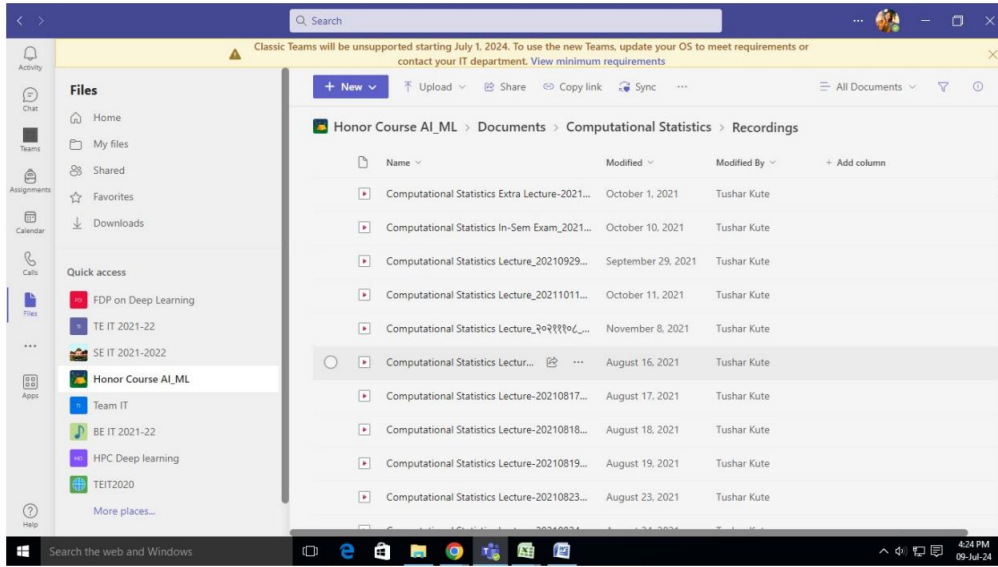 Search
Classic Teams will be unsupported starting July 1, 2024. To use the new Teams, update your OS to meet requirements or
contact your IT department. View minimum requirements
Activity
Chat
Teams
Assignments
Calendar
Calls
Files
Apps
Help
Files
Home
My files
Shared
Favorites
Downloads
Quick access
FDP on Deep Learning
TE IT 2021-22
SE IT 2021-2022
Honor Course AI_ML
Team IT
BE IT 2021-22
HPC Deep learning
TEIT2020
More places...
+ New Upload Share Copy link Sync ... All Documents
Honor Course AI_ML > Documents > Computational Statistics > Recordings
Name Modified Modified By + Add column
Computational Statistics Extra Lecture-2021... October 1, 2021 Tushar Kute
Computational Statistics In-Sem Exam_2021... October 10, 2021 Tushar Kute
Computational Statistics Lecture_20210929... September 29, 2021 Tushar Kute
Computational Statistics Lecture_20211011... October 11, 2021 Tushar Kute
Computational Statistics Lecture_२०२१११०८_... November 8, 2021 Tushar Kute
Computational Statistics Lectur... ... August 16, 2021 Tushar Kute
Computational Statistics Lecture-20210817... August 17, 2021 Tushar Kute
Computational Statistics Lecture-20210818... August 18, 2021 Tushar Kute
Computational Statistics Lecture-20210819... August 19, 2021 Tushar Kute
Computational Statistics Lecture-20210823... August 23, 2021 Tushar Kute
Search the web and Windows
4:24 PM
09-Jul-24